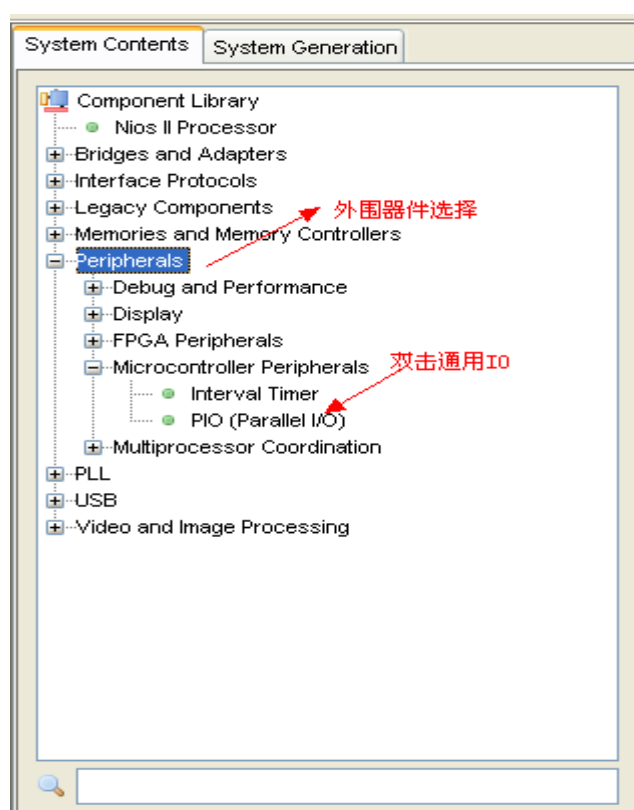 System Contents System Generation
Component Library
Nios II Processor
Bridges and Adapters
Interface Protocols
Legacy Components
外围器件选择
Memories and Memory Controllers
Peripherals
Debug and Performance
Display
FPGA Peripherals
Microcontroller Peripherals
双击通用IO
Interval Timer
PIO (Parallel I/O)
Multiprocessor Coordination
PLL
USB
Video and Image Processing